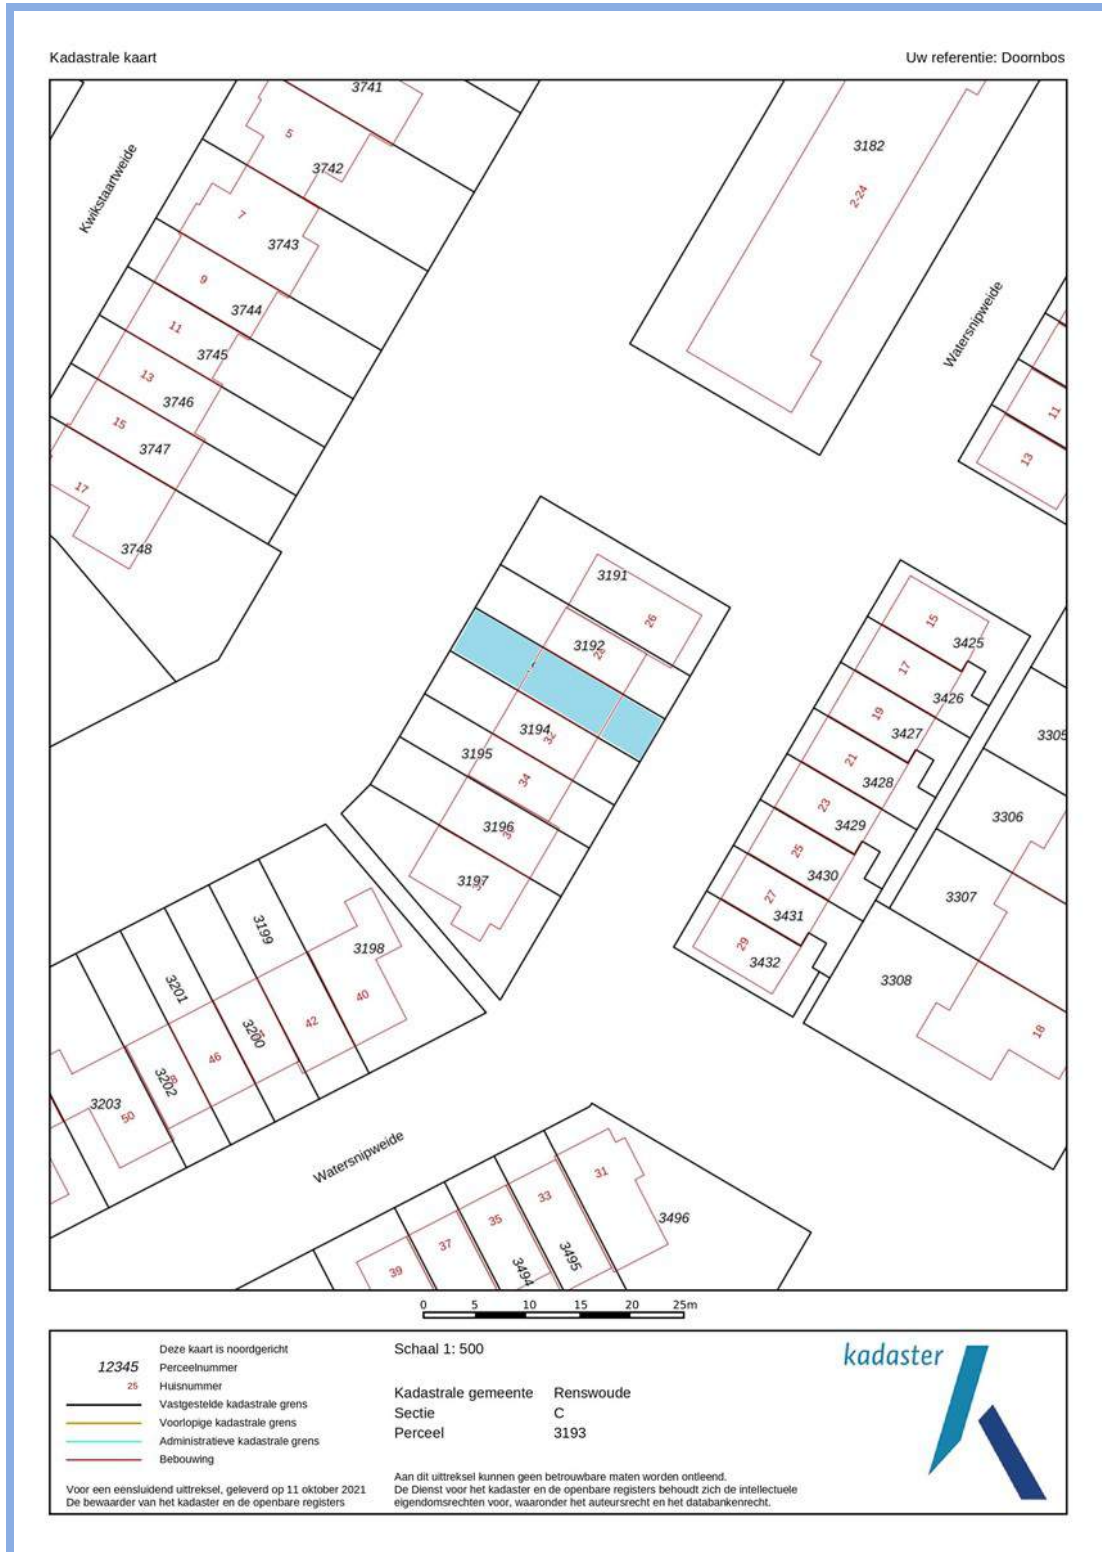 Kadastrale kaart
Uw referentie: Doornbos
3741
5
3742
Kwikstaartweide
7
3743
9
3744
11
3745
13
3746
15
3747
17
3748
3182
2-24
Watersnipweide
11
13
3191
26
3192
28
3194
32
3195
34
3196
3197
15
3425
17
3426
19
3427
21
3428
23
3429
25
3430
27
3431
29
3432
3305
3306
3307
3308
18
3198
40
3199
42
3200
3201
46
3202
3203
50
Watersnipweide
31
3496
33
3495
35
3494
37
39
0 5 10 15 20 25m
Deze kaart is noordgericht
12345 Perceelnummer
25 Huisnummer
Vastgestelde kadastrale grens
Voorlopige kadastrale grens
Administratieve kadastrale grens
Bebouwing
Voor een eensluidend uittreksel, geleverd op 11 oktober 2021
De bewaarder van het kadaster en de openbare registers
Schaal 1: 500
Kadastrale gemeente Renswoude
Sectie C
Perceel 3193
Aan dit uittreksel kunnen geen betrouwbare maten worden ontleend.
De Dienst voor het kadaster en de openbare registers behoudt zich de intellectuele
eigendomsrechten voor, waaronder het auteursrecht en het databankenrecht.
kadaster